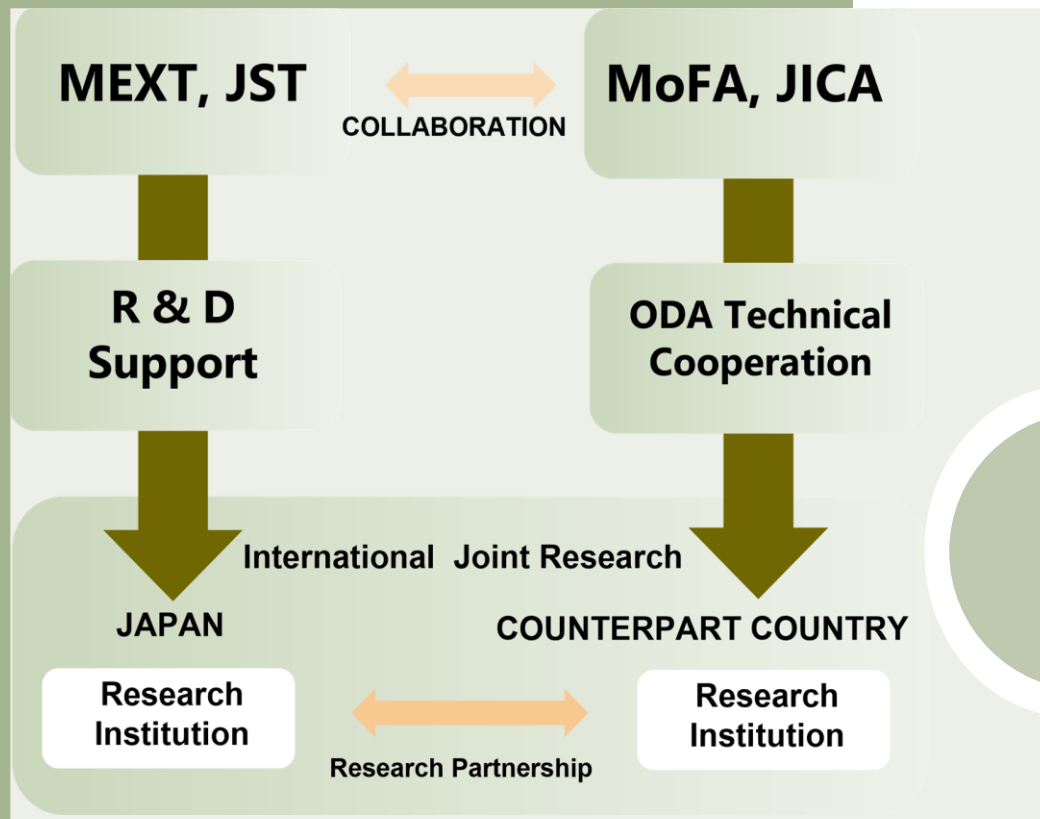 MEXT, JST
MoFA, JICA
COLLABORATION
R & D
Support
ODA Technical
Cooperation
International Joint Research
JAPAN
COUNTERPART COUNTRY
Research
Institution
Research
Institution
Research Partnership